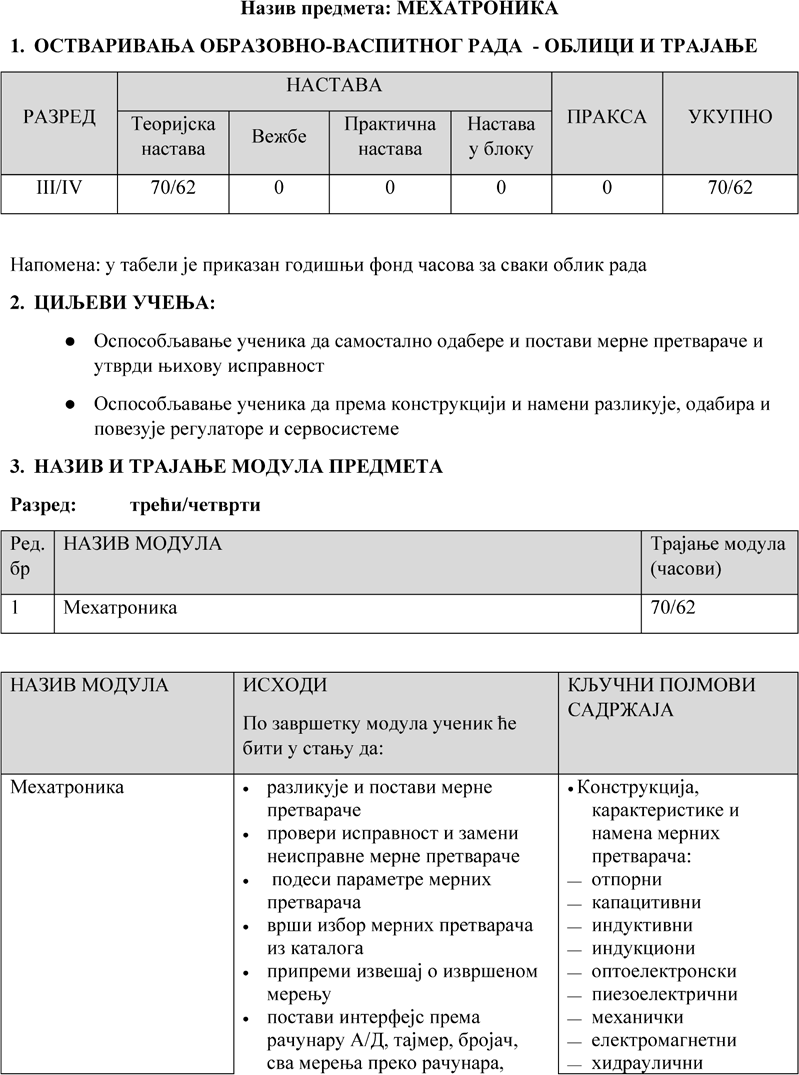 Назив предмета: МЕХАТРОНИКА
1. ОСТВАРИВАЊА ОБРАЗОВНО-ВАСПИТНОГ РАДА - ОБЛИЦИ И ТРАЈАЊЕ
РАЗРЕД
НАСТАВА
Теоријска
настава
Вежбе
Практична
настава
Настава
у блоку
ПРАКСА
УКУПНО
III/IV 70/62 0 0 0 0 70/62
Напомена: у табели је приказан годишњи фонд часова за сваки облик рада
2. ЦИЉЕВИ УЧЕЊА:
● Оспособљавање ученика да самостално одабере и постави мерне претвараче и
утврди њихову исправност
● Оспособљавање ученика да према конструкцији и намени разликује, одабира и
повезује регулаторе и сервосистеме
3. НАЗИВ И ТРАЈАЊЕ МОДУЛА ПРЕДМЕТА
Разред: трећи/четврти
Ред.
бр
НАЗИВ МОДУЛА
Трајање модула
(часови)
1 Мехатроника 70/62
НАЗИВ МОДУЛА
ИСХОДИ
По завршетку модула ученик ће
бити у стању да:
КЉУЧНИ ПОЈМОВИ
САДРЖАЈА
Мехатроника
• разликује и постави мерне
претвараче
• провери исправност и замени
неисправне мерне претвараче
• подеси параметре мерних
претварача
• врши избор мерних претварача
из каталога
• припреми извешај о извршеном
мерењу
• постави интерфејс према
рачунару А/Д, тајмер, бројач,
сва мерења преко рачунара,
• Конструкција,
карактеристике и
намена мерних
претварача:
— отпорни
— капацитивни
— индуктивни
— индукциони
— оптоелектронски
— пиезоелектрични
— механички
— електромагнетни
— хидраулични